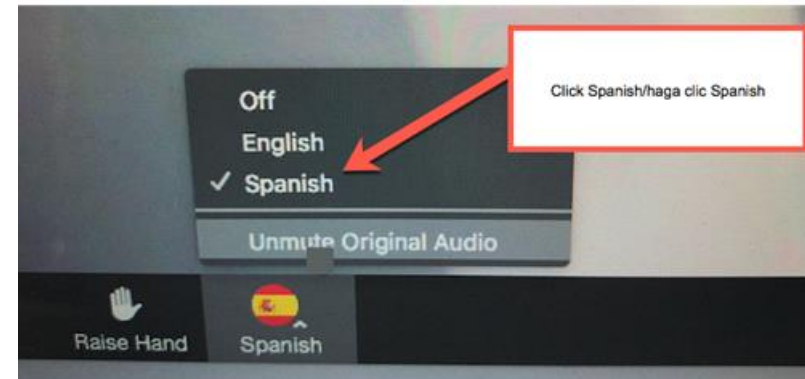 Off
Click Spanish/haga clic Spanish
English
✓ Spanish
Unmute Original Audio
Raise Hand
Spanish